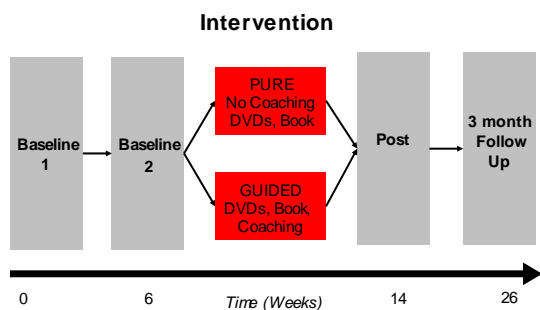 Intervention
Baseline
1
Baseline
2
PURE
No Coaching
DVDs, Book
GUIDED
DVDs, Book,
Coaching
Post
3 month
Follow
Up
0
6
Time (Weeks)
14
26